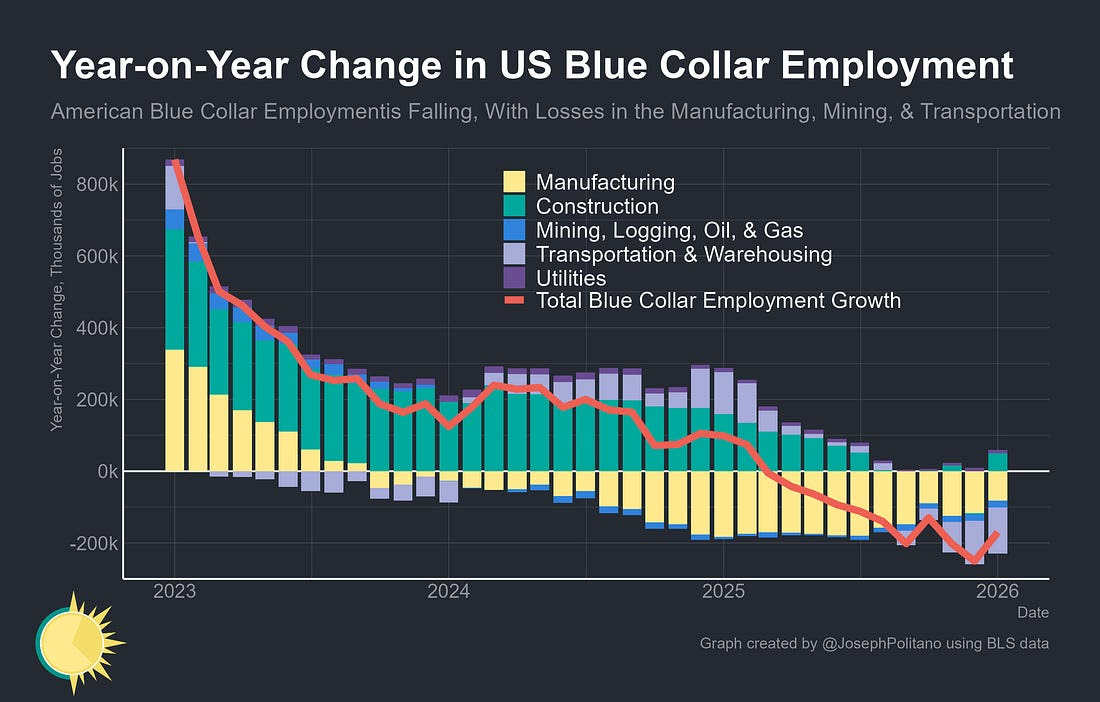 Year-on-Year Change in US Blue Collar Employment
American Blue Collar Employmentis Falling, With Losses in the Manufacturing, Mining, & Transportation
Year-on-Year Change, Thousands of Jobs
800k
600k
400k
200k
0k
-200k
Manufacturing
Construction
Mining, Logging, Oil, & Gas
Transportation & Warehousing
Utilities
Total Blue Collar Employment Growth
2023 2024 2025 2026
Date
Graph created by @JosephPolitano using BLS data